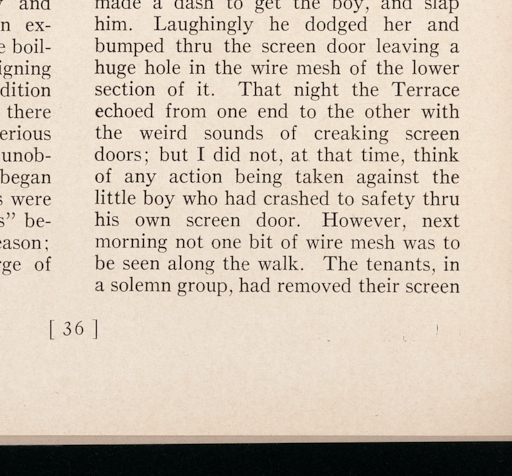 and
n ex-
e boil-
igning
dition
there
erious
unob-
began
s were
s” be-
eason;
rge of
made a dash to get the boy, and slap
him. Laughingly he dodged her and
bumped thru the screen door leaving a
huge hole in the wire mesh of the lower
section of it. That night the Terrace
echoed from one end to the other with
the weird sounds of creaking screen
doors; but I did not, at that time, think
of any action being taken against the
little boy who had crashed to safety thru
his own screen door. However, next
morning not one bit of wire mesh was to
be seen along the walk. The tenants, in
a solemn group, had removed their screen
[ 36 ]